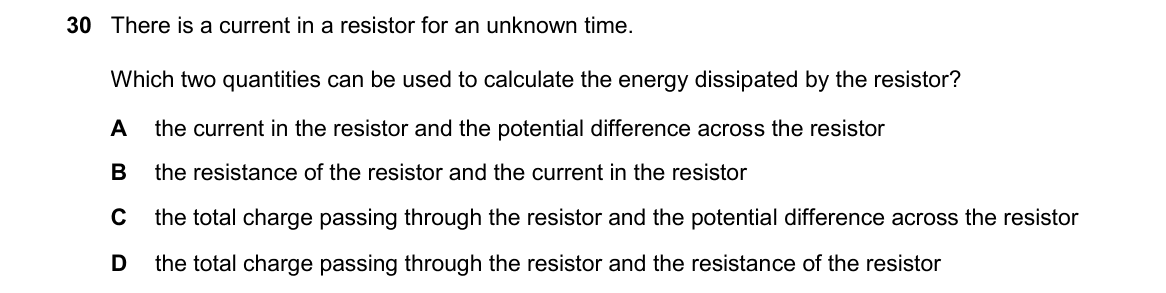 30 There is a current in a resistor for an unknown time.
Which two quantities can be used to calculate the energy dissipated by the resistor?
A the current in the resistor and the potential difference across the resistor
B the resistance of the resistor and the current in the resistor
C the total charge passing through the resistor and the potential difference across the resistor
D the total charge passing through the resistor and the resistance of the resistor